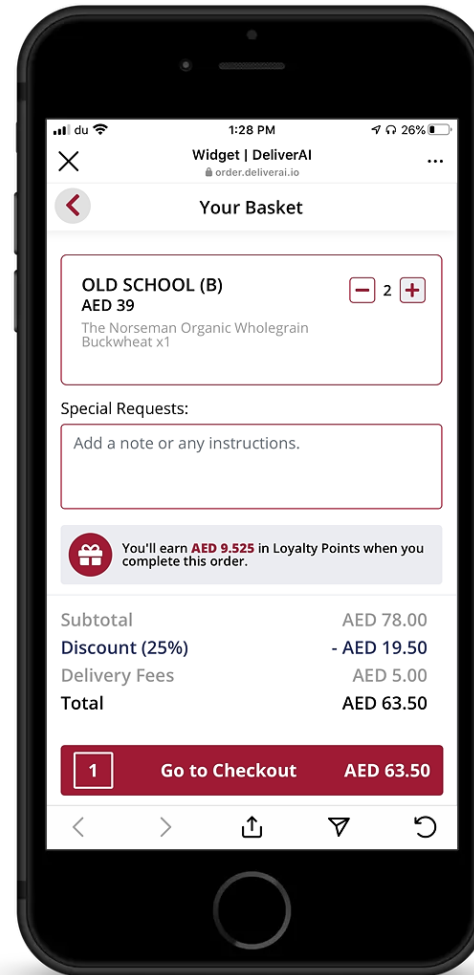 du 1:28 PM 26%
Widget | DeliverAI
order.deliverai.io
Your Basket
OLD SCHOOL (B)
AED 39
The Norseman Organic Wholegrain
Buckwheat x1
2
Special Requests:
Add a note or any instructions.
You'll earn AED 9.525 in Loyalty Points when you
complete this order.
Subtotal AED 78.00
Discount (25%) - AED 19.50
Delivery Fees AED 5.00
Total AED 63.50
1 Go to Checkout AED 63.50